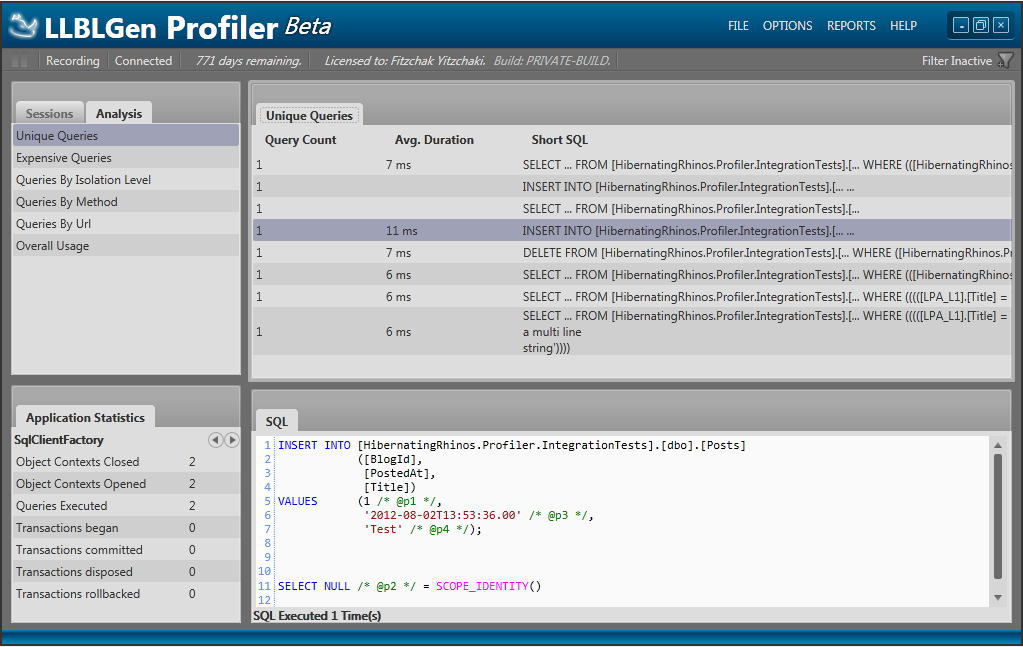 LLBLGen Profiler Beta
FILE OPTIONS REPORTS HELP
Recording Connected 771 days remaining. Licensed to: Fitzchak Yitzchaki. Build: PRIVATE-BUILD. Filter Inactive
Sessions Analysis
Unique Queries
Expensive Queries
Queries By Isolation Level
Queries By Method
Queries By Url
Overall Usage
Unique Queries
Query Count Avg. Duration Short SQL
1 7 ms SELECT ... FROM [HibernatingRhinos.Profiler.IntegrationTests].[... WHERE (([HibernatingRhinos
1 INSERT INTO [HibernatingRhinos.Profiler.IntegrationTests].[... ...
1 SELECT ... FROM [HibernatingRhinos.Profiler.IntegrationTests].[...
1 11 ms INSERT INTO [HibernatingRhinos.Profiler.IntegrationTests].[... ...
1 7 ms DELETE FROM [HibernatingRhinos.Profiler.IntegrationTests].[... WHERE ([HibernatingRhinos.Pr
1 6 ms SELECT ... FROM [HibernatingRhinos.Profiler.IntegrationTests].[... WHERE (([HibernatingRhinos
1 6 ms SELECT ... FROM [HibernatingRhinos.Profiler.IntegrationTests].[... WHERE ((((([LPA_L1].[Title] =
1 6 ms SELECT ... FROM [HibernatingRhinos.Profiler.IntegrationTests].[... WHERE ((((([LPA_L1].[Title] =
a multi line
string'))))
Application Statistics
SqlClientFactory
Object Contexts Closed 2
Object Contexts Opened 2
Queries Executed 2
Transactions began 0
Transactions committed 0
Transactions disposed 0
Transactions rollbacked 0
SQL
1 INSERT INTO [HibernatingRhinos.Profiler.IntegrationTests].[dbo].[Posts]
2 ([BlogId],
3 [PostedAt],
4 [Title])
5 VALUES (1 /* @p1 */,
6 '2012-08-02T13:53:36.00' /* @p3 */,
7 'Test' /* @p4 */);
8
9
10
11 SELECT NULL /* @p2 */ = SCOPE_IDENTITY()
12
SQL Executed 1 Time(s)